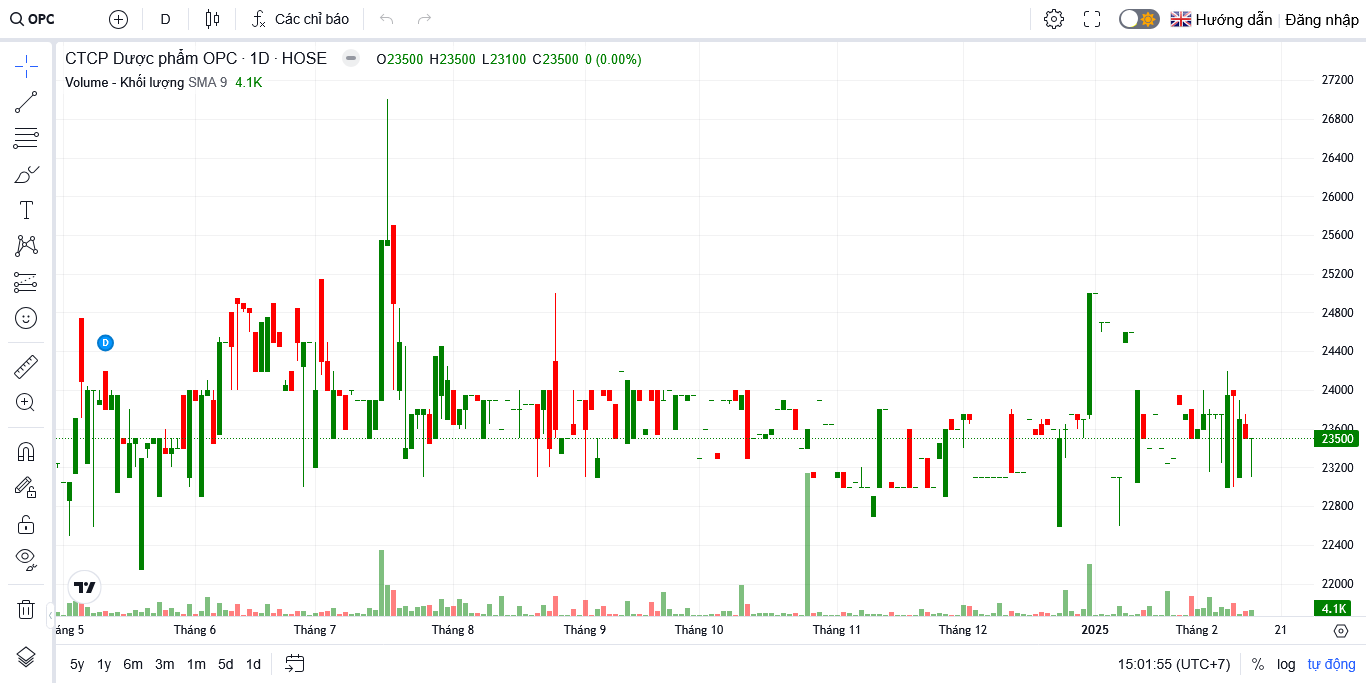 OPC D Các chỉ báo Hướng dẫn Đăng nhập
CTCP Dược phẩm OPC · 1D · HOSE O23500 H23500 L23100 C23500 0 (0.00%)
Volume - Khối lượng SMA 9 4.1K
27200
26800
26400
26000
25600
25200
24800
D
24400
24000
23600
23500
23200
22800
22400
22000
4.1K
áng 5 Tháng 6 Tháng 7 Tháng 8 Tháng 9 Tháng 10 Tháng 11 Tháng 12 2025 Tháng 2 21
5y 1y 6m 3m 1m 5d 1d 15:01:55 (UTC+7) % log tự động